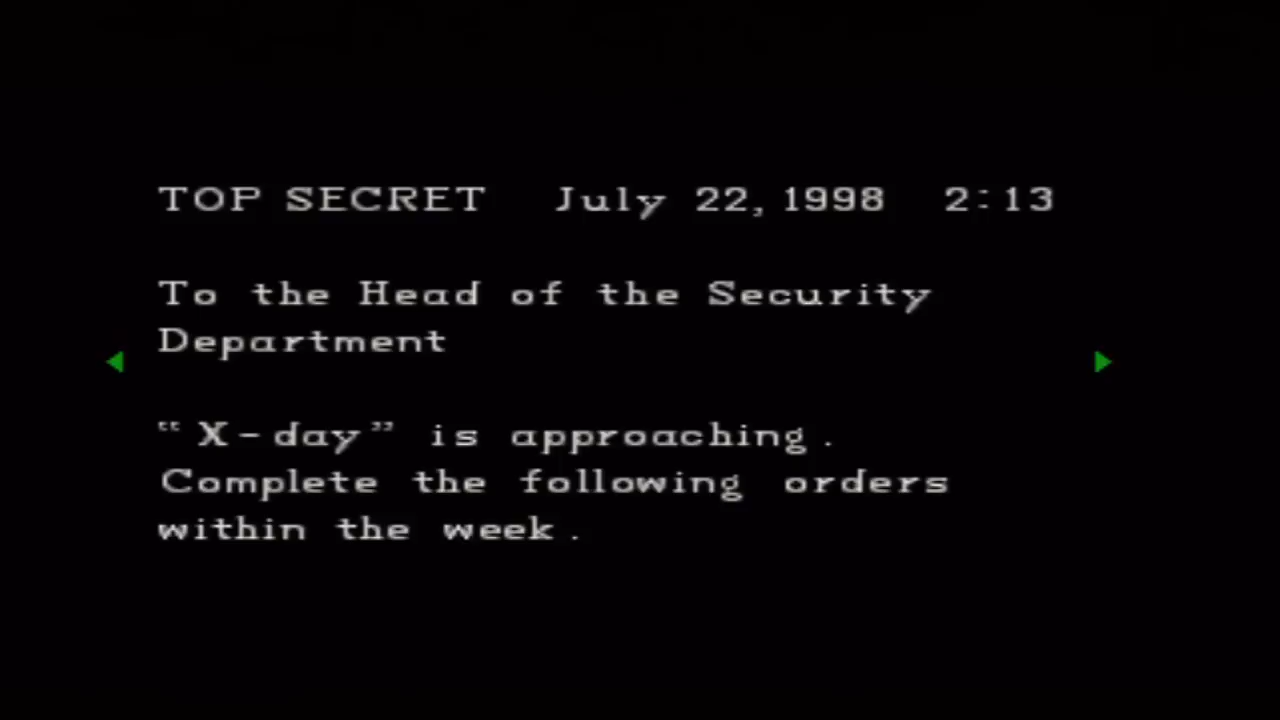 TOP SECRET July 22, 1998 2:13
To the Head of the Security
Department
“X-day” is approaching.
Complete the following orders
within the week.